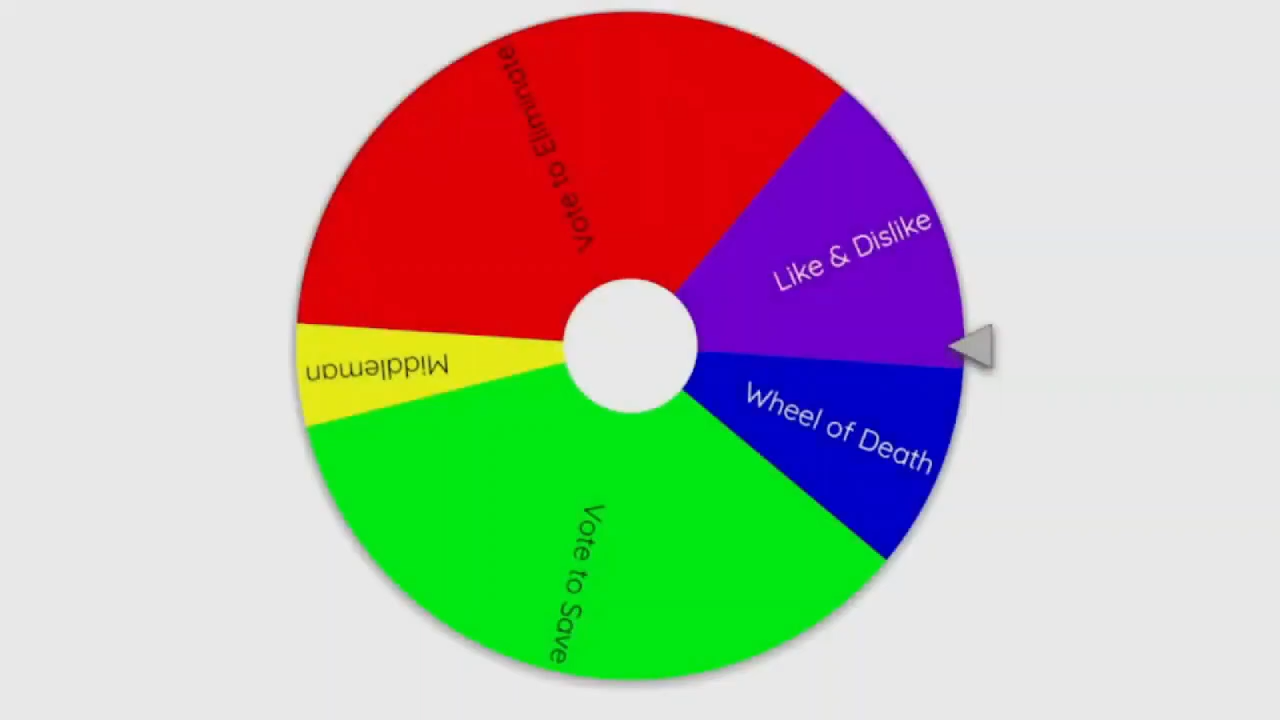 Vote to Eliminate
Like & Dislike
Middleman
Wheel of Death
Vote to Save